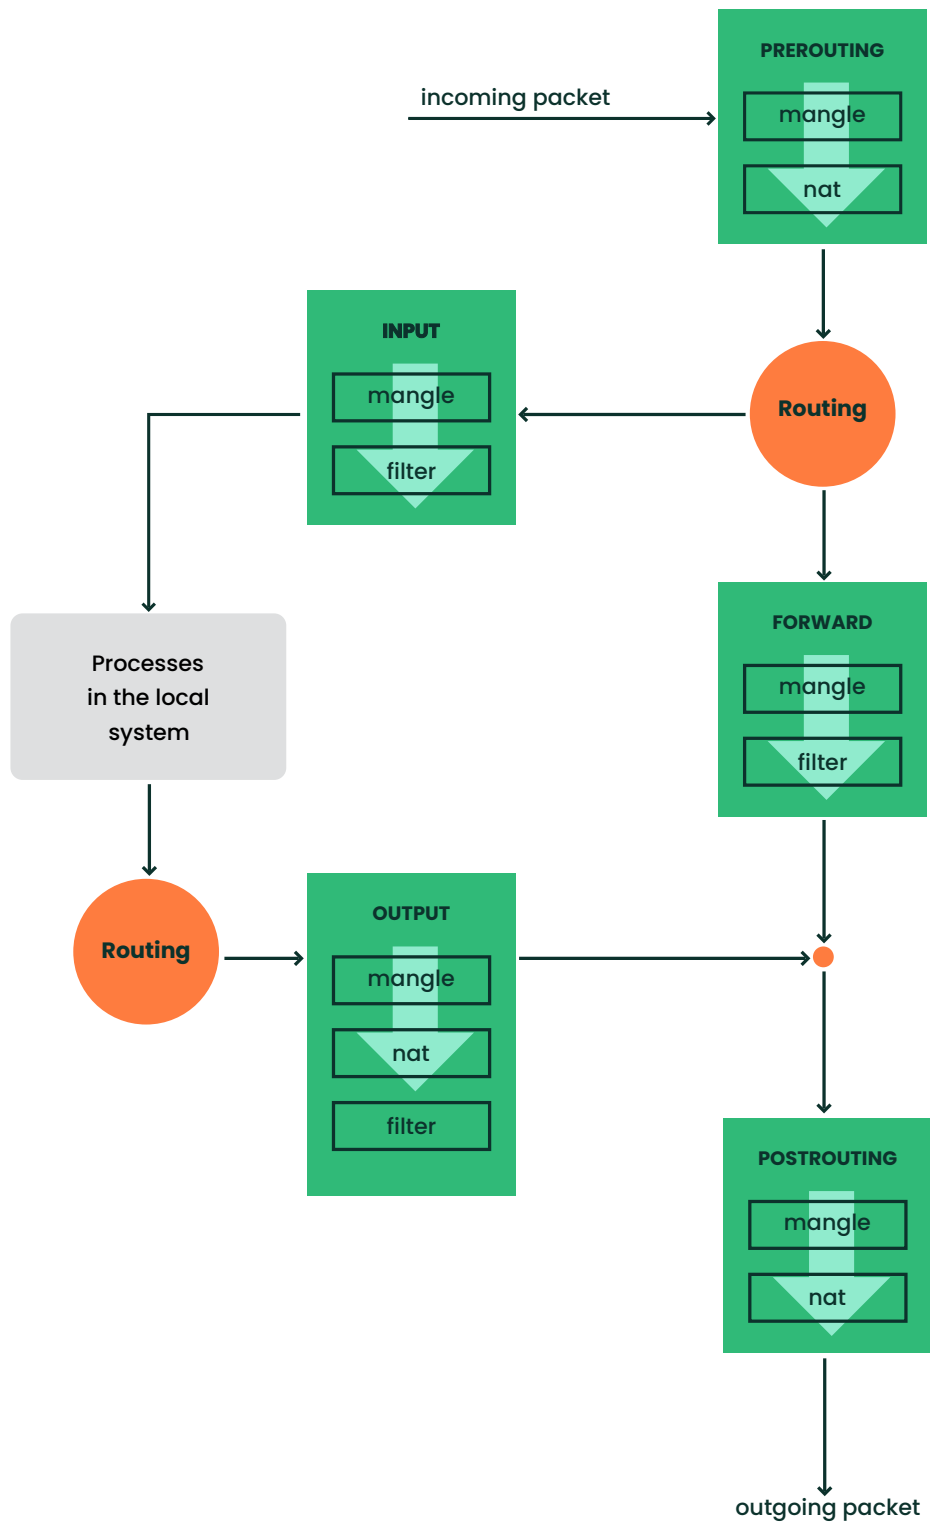 PREROUTING
incoming packet
mangle
nat
INPUT
mangle
filter
Routing
Processes
in the local
system
FORWARD
mangle
filter
Routing
OUTPUT
mangle
nat
filter
POSTROUTING
mangle
nat
outgoing packet